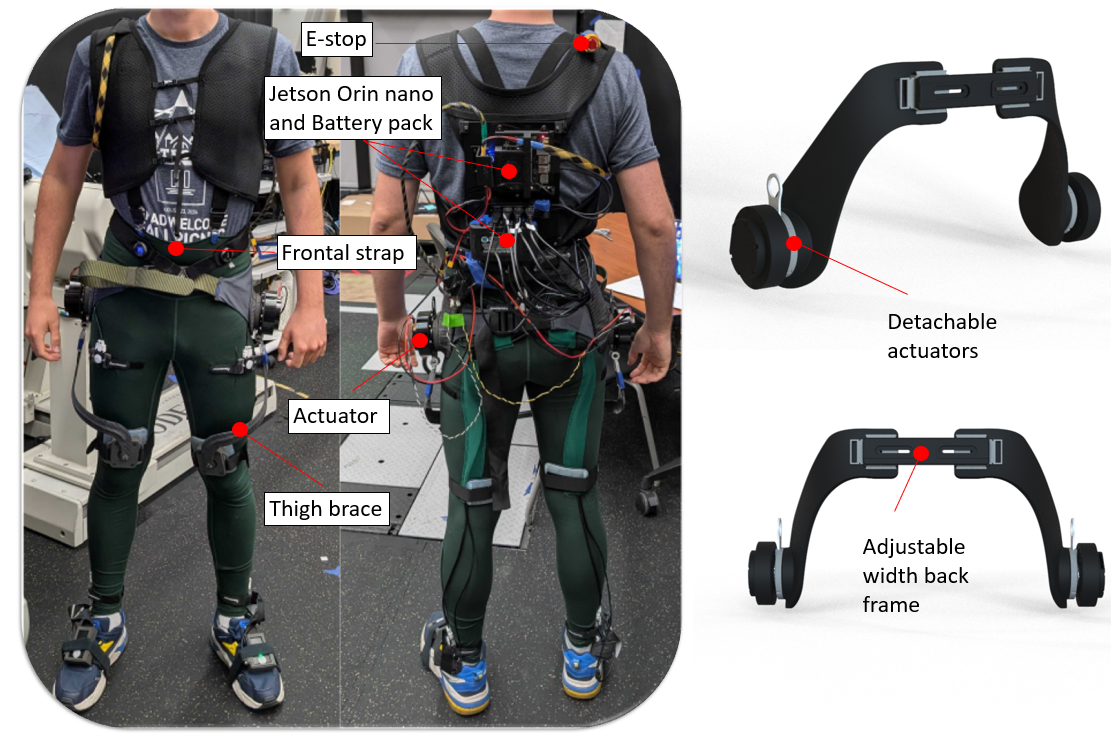 E-stop
Jetson Orin nano
and Battery pack
Frontal strap
Actuator
Thigh brace
Detachable
actuators
Adjustable
width back
frame